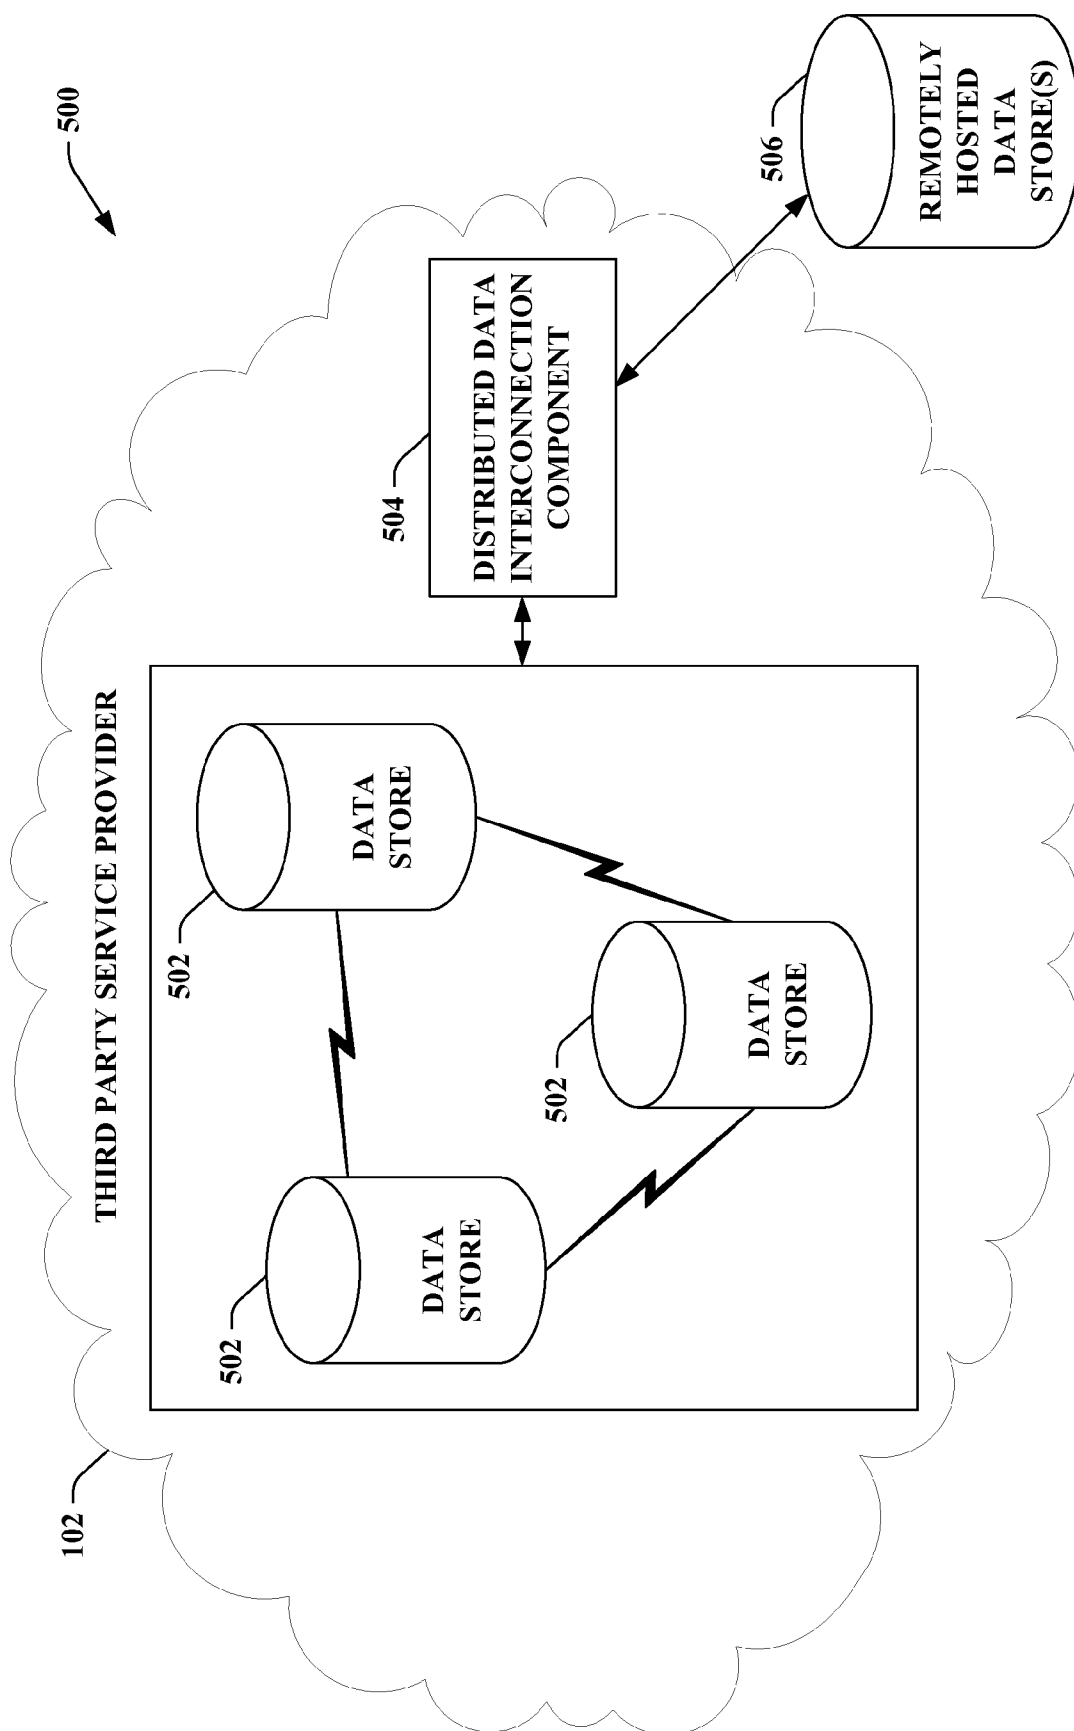 500
102
THIRD PARTY SERVICE PROVIDER
502
DATA
STORE
502
DATA
STORE
502
DATA
STORE
504
DISTRIBUTED DATA
INTERCONNECTION
COMPONENT
506
REMOTELY
HOSTED
DATA
STORE(S)